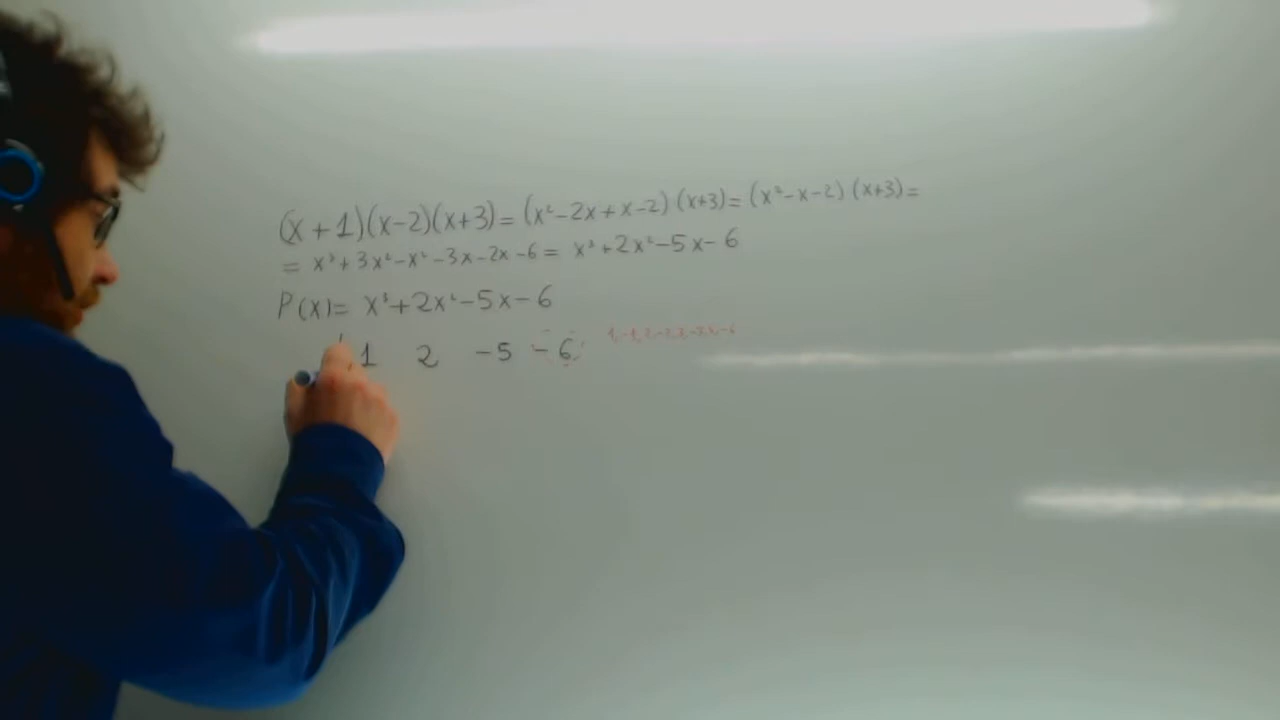 (x+1)(x-2)(x+3)= (x²-2x+x-2)(x+3)= (x²-x-2)(x+3)=
= x³+3x²-x²-3x-2x-6= x³+2x²-5x-6
P(x)= x³+2x²-5x-6
1 2 -5 -6